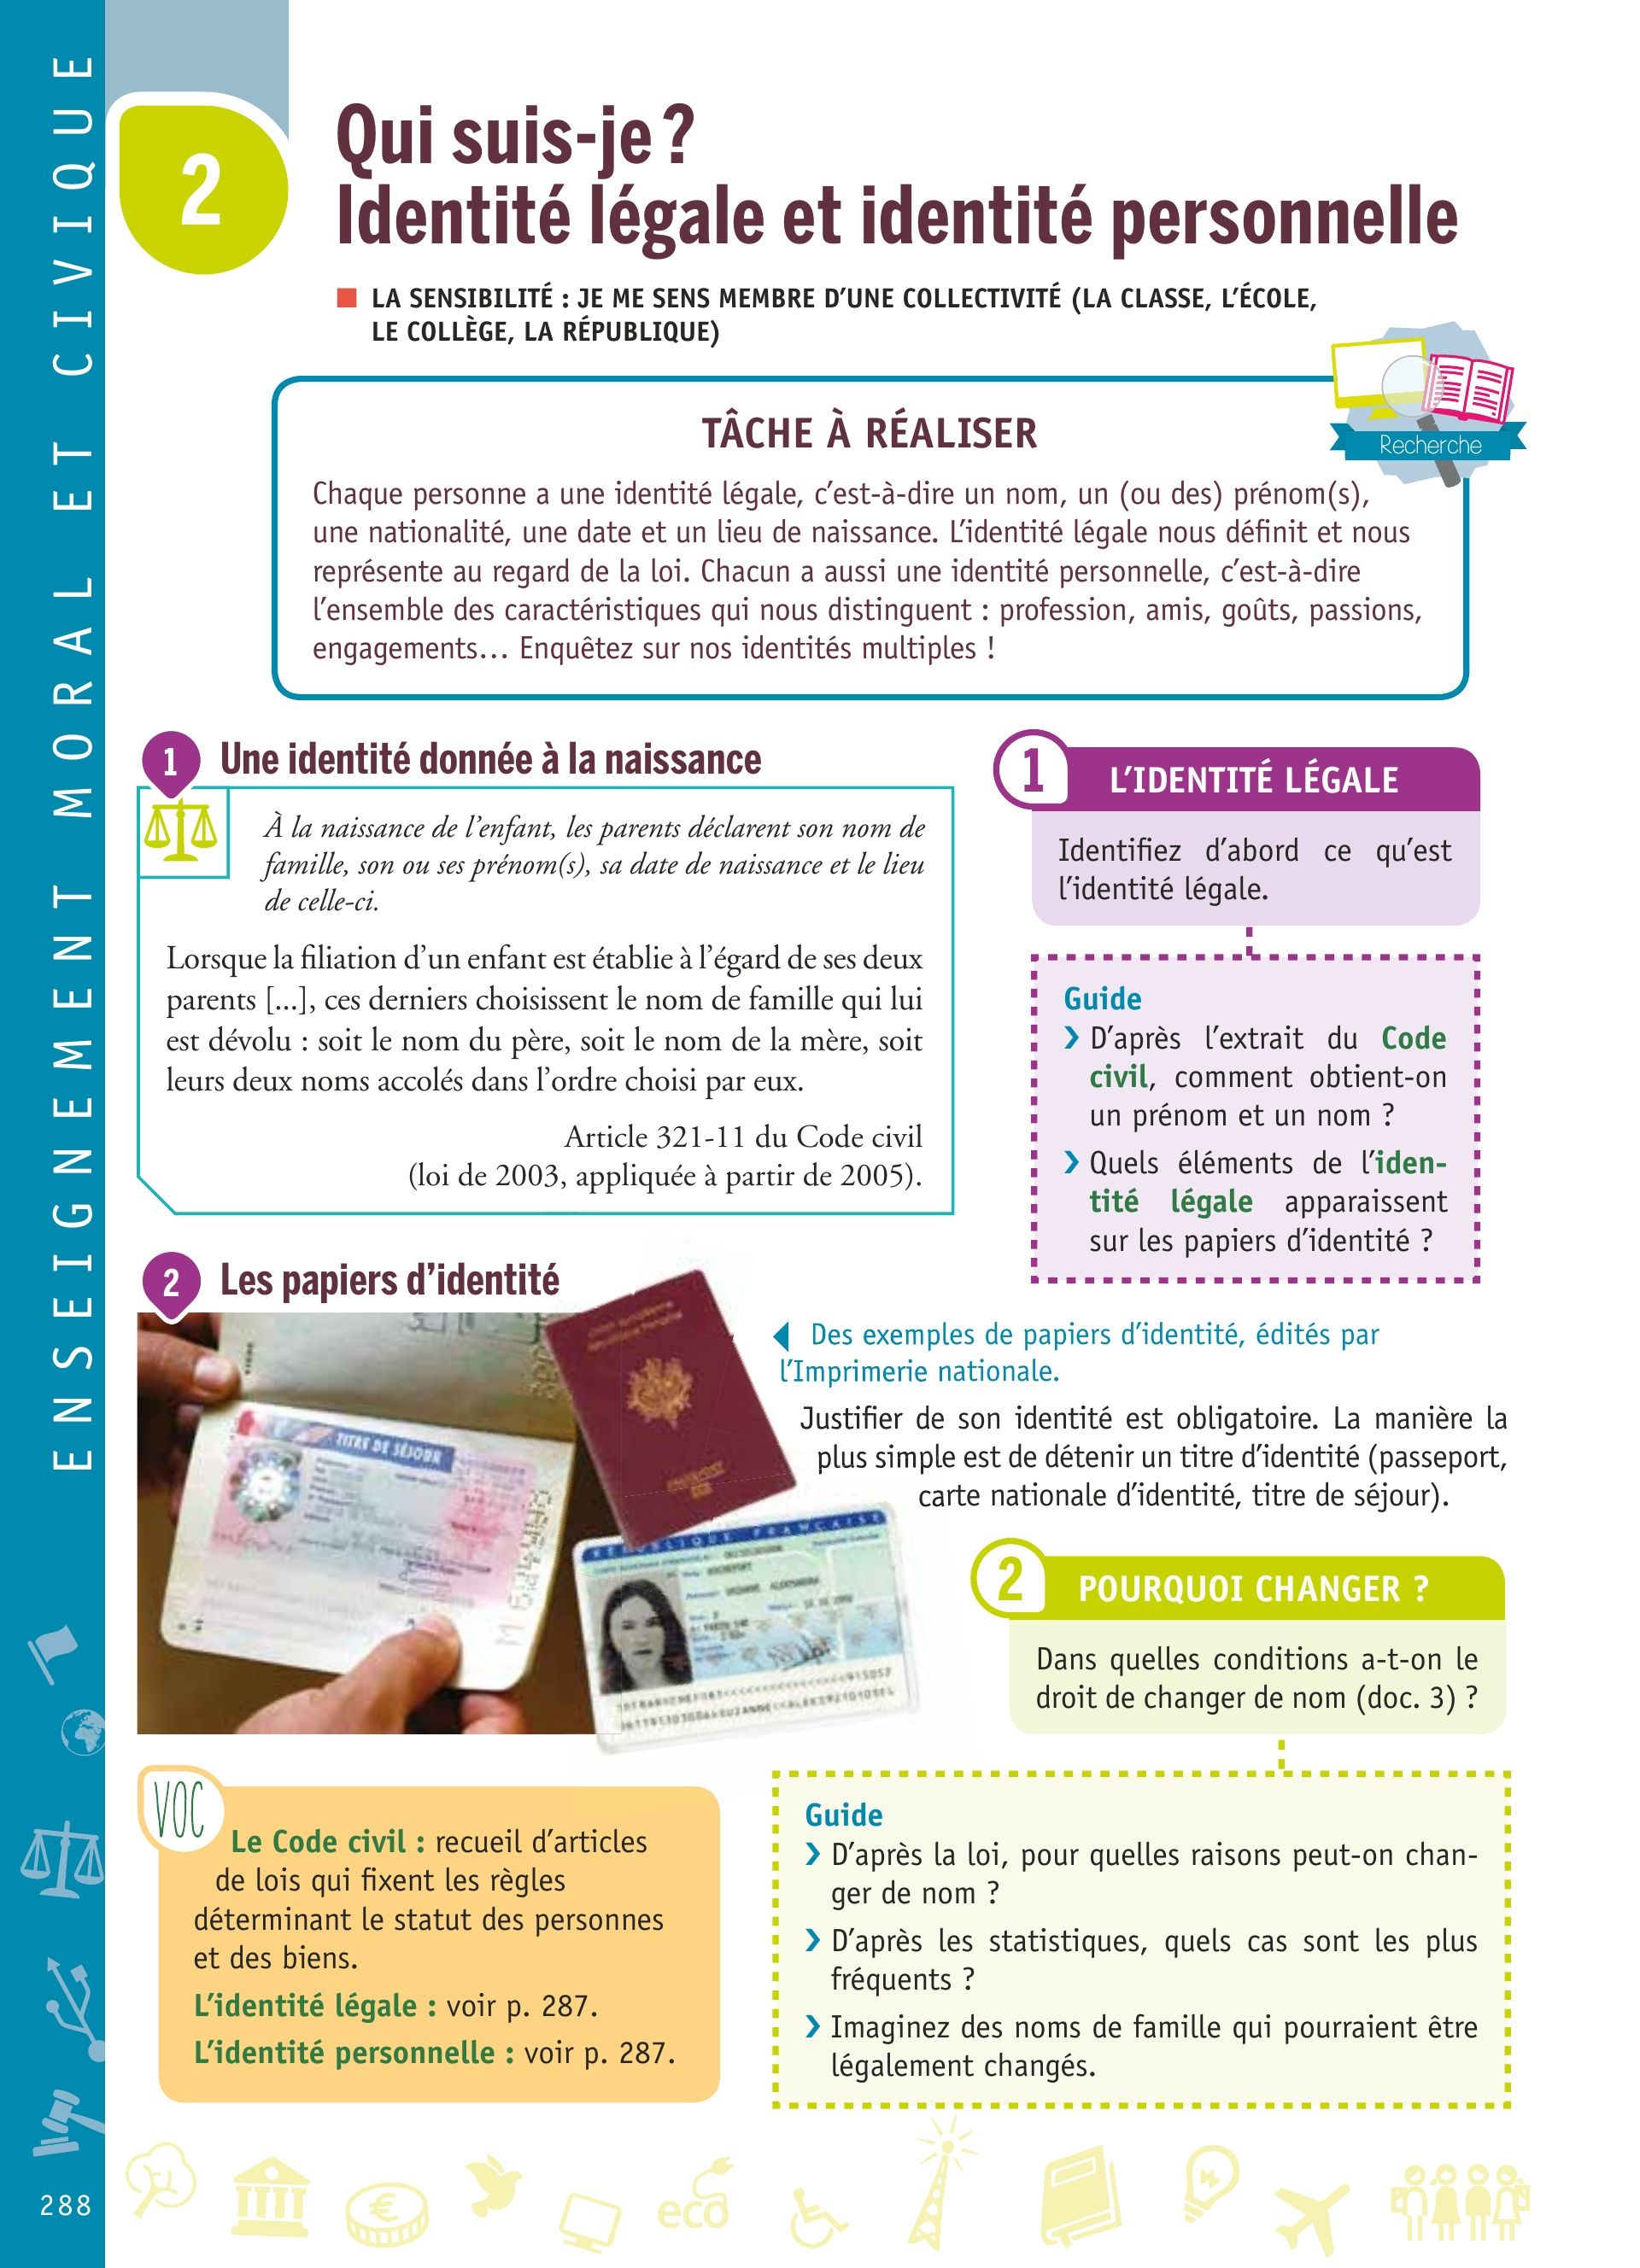 ENSEIGNEMENT MORAL ET CIVIQUE
2
Qui suis-je ?
Identité légale et identité personnelle
LA SENSIBILITÉ : JE ME SENS MEMBRE D'UNE COLLECTIVITÉ (LA CLASSE, L'ÉCOLE,
LE COLLÈGE, LA RÉPUBLIQUE)
Recherche
TÂCHE À RÉALISER
Chaque personne a une identité légale, c'est-à-dire un nom, un (ou des) prénom(s),
une nationalité, une date et un lieu de naissance. L'identité légale nous définit et nous
représente au regard de la loi. Chacun a aussi une identité personnelle, c'est-à-dire
l'ensemble des caractéristiques qui nous distinguent : profession, amis, goûts, passions,
engagements... Enquêtez sur nos identités multiples !
1
Une identité donnée à la naissance
À la naissance de l'enfant, les parents déclarent son nom de
famille, son ou ses prénom(s), sa date de naissance et le lieu
de celle-ci.
Lorsque la filiation d'un enfant est établie à l'égard de ses deux
parents [...], ces derniers choisissent le nom de famille qui lui
est dévolu : soit le nom du père, soit le nom de la mère, soit
leurs deux noms accolés dans l'ordre choisi par eux.
Article 321-11 du Code civil
(loi de 2003, appliquée à partir de 2005).
1
L'IDENTITÉ LÉGALE
Identifiez d'abord ce qu'est
l'identité légale.
Guide
❯ D'après l'extrait du Code
civil, comment obtient-on
un prénom et un nom ?
❯ Quels éléments de l'iden-
tité légale apparaissent
sur les papiers d'identité ?
2
Les papiers d'identité
TITRE DE SÉJOUR
PASSEPORT
RÉPUBLIQUE FRANÇAISE
Des exemples de papiers d'identité, édités par
l'Imprimerie nationale.
Justifier de son identité est obligatoire. La manière la
plus simple est de détenir un titre d'identité (passeport,
carte nationale d'identité, titre de séjour).
2
POURQUOI CHANGER ?
Dans quelles conditions a-t-on le
droit de changer de nom (doc. 3) ?
Guide
❯ D'après la loi, pour quelles raisons peut-on chan-
ger de nom ?
❯ D'après les statistiques, quels cas sont les plus
fréquents ?
❯ Imaginez des noms de famille qui pourraient être
légalement changés.
VOC
Le Code civil : recueil d'articles
de lois qui fixent les règles
déterminant le statut des personnes
et des biens.
L'identité légale : voir p. 287.
L'identité personnelle : voir p. 287.
eco
288